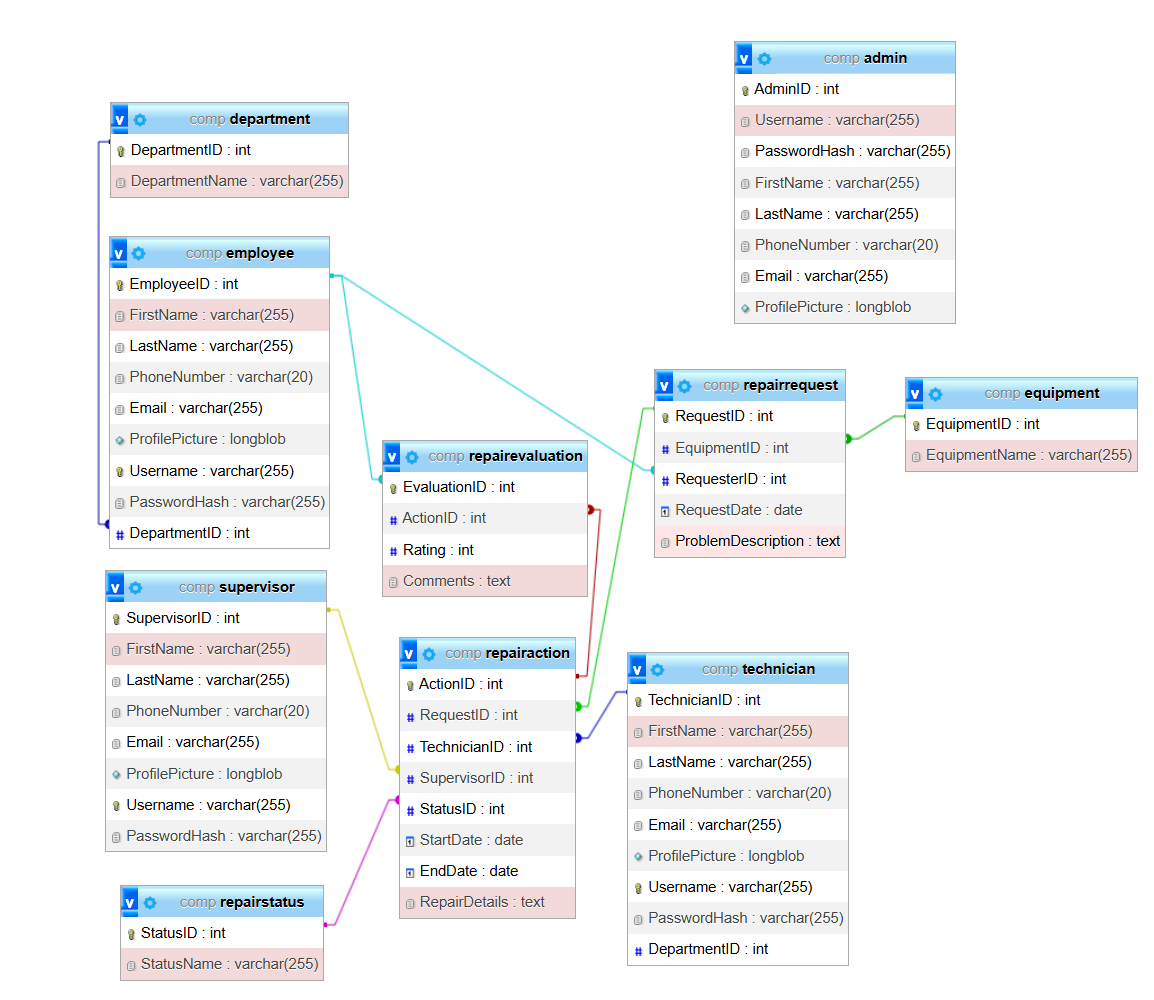 comp admin
AdminID : int
Username : varchar(255)
PasswordHash : varchar(255)
FirstName : varchar(255)
LastName : varchar(255)
PhoneNumber : varchar(20)
Email : varchar(255)
ProfilePicture : longblob
comp department
DepartmentID : int
DepartmentName : varchar(255)
comp employee
EmployeeID : int
FirstName : varchar(255)
LastName : varchar(255)
PhoneNumber : varchar(20)
Email : varchar(255)
ProfilePicture : longblob
Username : varchar(255)
PasswordHash : varchar(255)
DepartmentID : int
comp repairrequest
RequestID : int
EquipmentID : int
RequesterID : int
RequestDate : date
ProblemDescription : text
comp equipment
EquipmentID : int
EquipmentName : varchar(255)
comp repairevaluation
EvaluationID : int
ActionID : int
Rating : int
Comments : text
comp supervisor
SupervisorID : int
FirstName : varchar(255)
LastName : varchar(255)
PhoneNumber : varchar(20)
Email : varchar(255)
ProfilePicture : longblob
Username : varchar(255)
PasswordHash : varchar(255)
comp repairaction
ActionID : int
RequestID : int
TechnicianID : int
SupervisorID : int
StatusID : int
StartDate : date
EndDate : date
RepairDetails : text
comp technician
TechnicianID : int
FirstName : varchar(255)
LastName : varchar(255)
PhoneNumber : varchar(20)
Email : varchar(255)
ProfilePicture : longblob
Username : varchar(255)
PasswordHash : varchar(255)
DepartmentID : int
comp repairstatus
StatusID : int
StatusName : varchar(255)